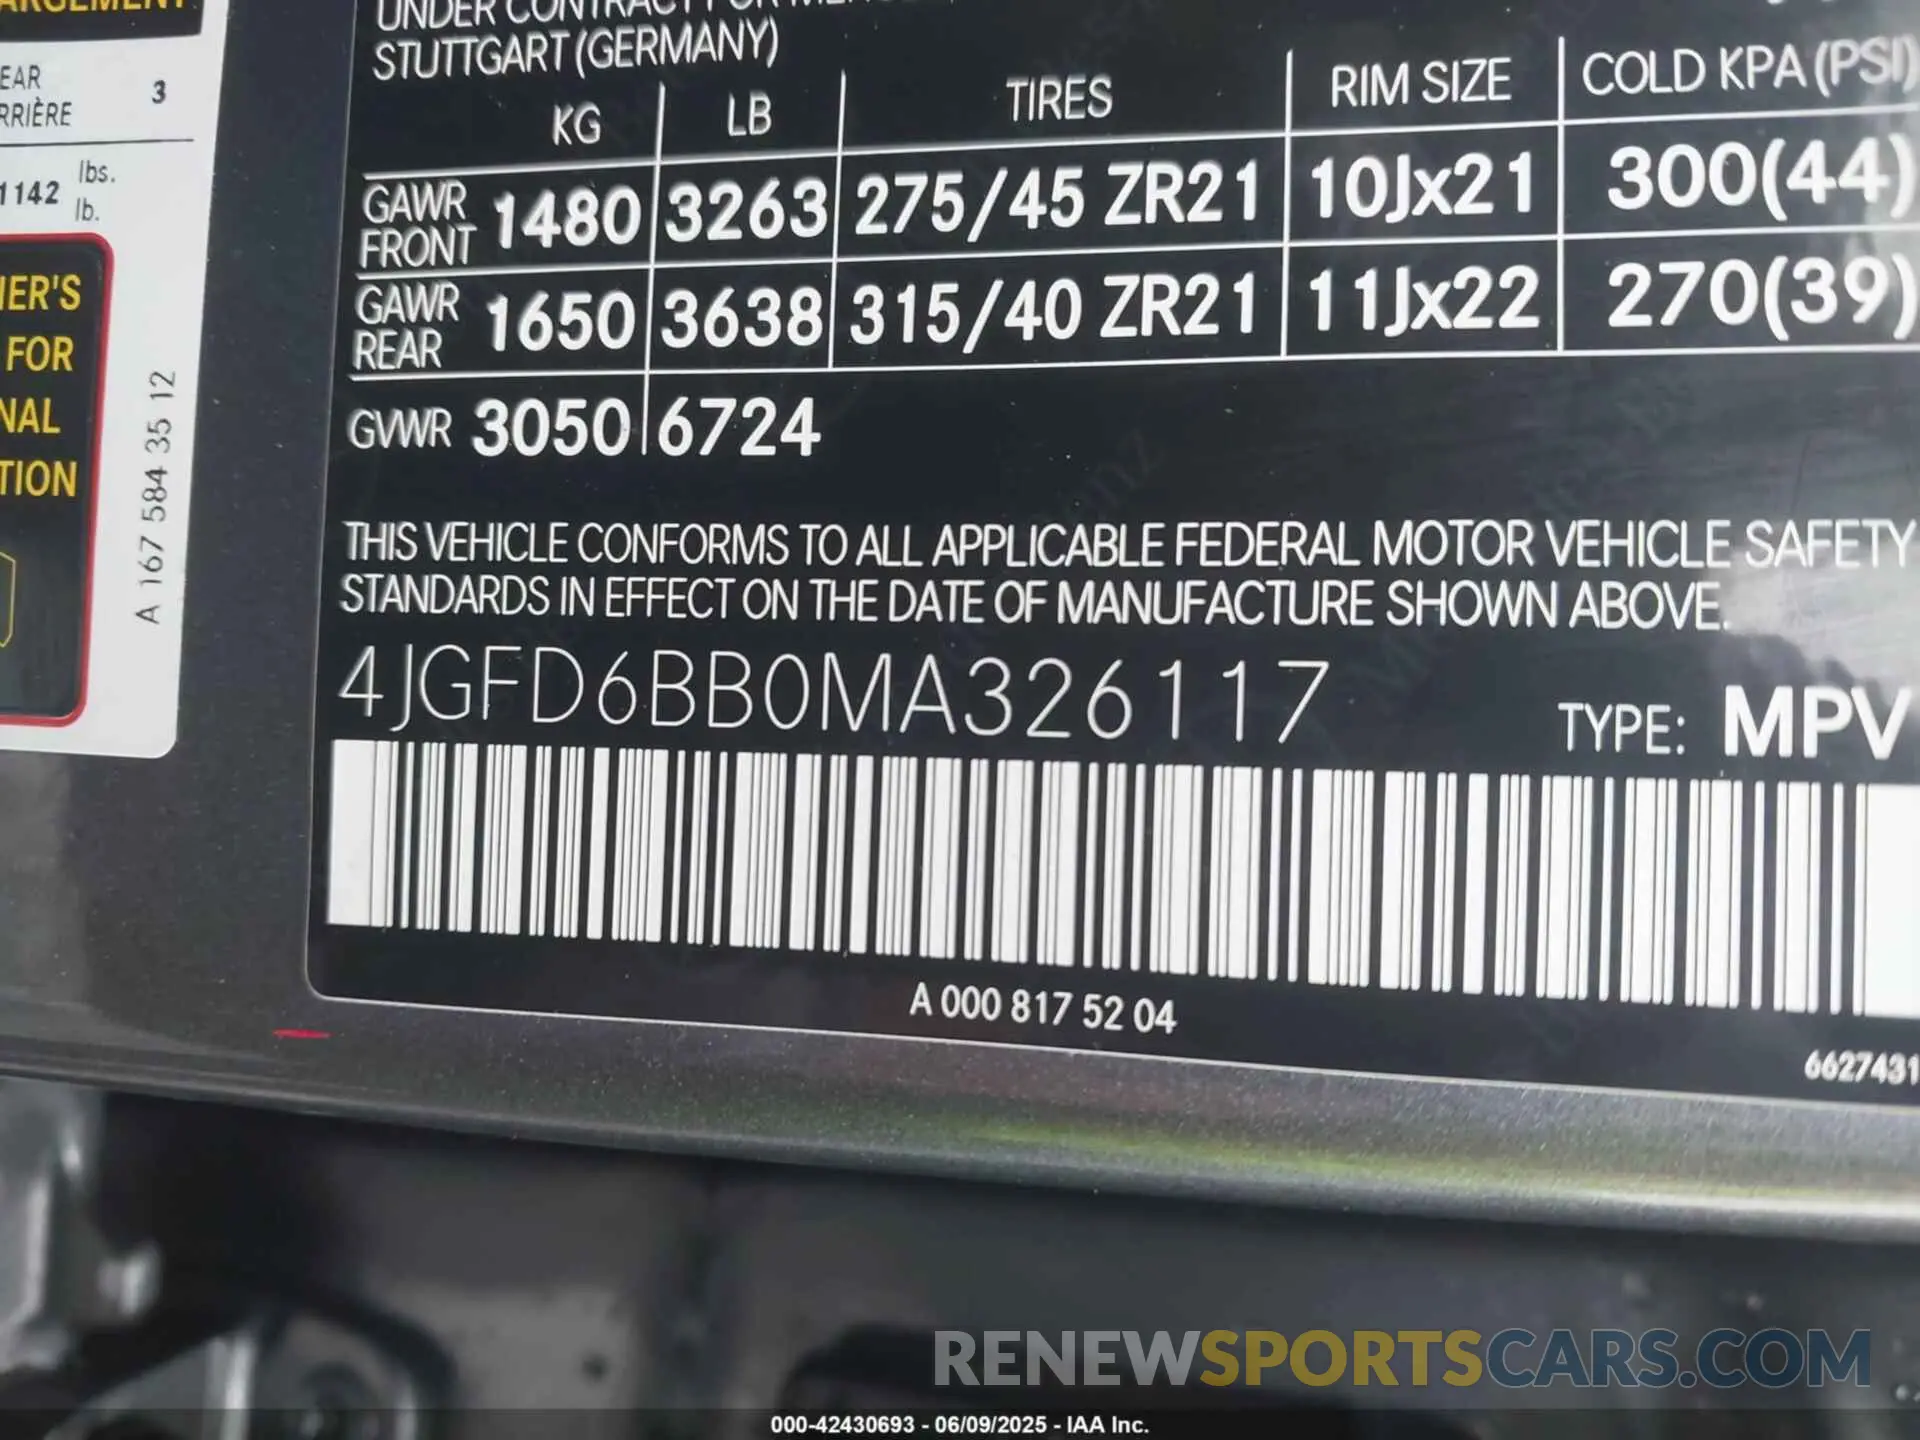 ARGEMENT
EAR
RRIÈRE
3
1142 lbs.
lb.
ER'S
FOR
NAL
TION
A 167 584 35 12
UNDER CONTRACT FOR
STUTTGART (GERMANY)
KG LB TIRES RIM SIZE COLD KPA (PSI)
GAWR FRONT 1480 3263 275/45 ZR21 10Jx21 300(44)
GAWR REAR 1650 3638 315/40 ZR21 11Jx22 270(39)
GVWR 3050 6724
THIS VEHICLE CONFORMS TO ALL APPLICABLE FEDERAL MOTOR VEHICLE SAFETY
STANDARDS IN EFFECT ON THE DATE OF MANUFACTURE SHOWN ABOVE.
4JGFD6BB0MA326117
TYPE: MPV
A 000 817 52 04
6627431
RENEWSPORTSCARS.COM
000-42430693 - 06/09/2025 - IAA Inc.